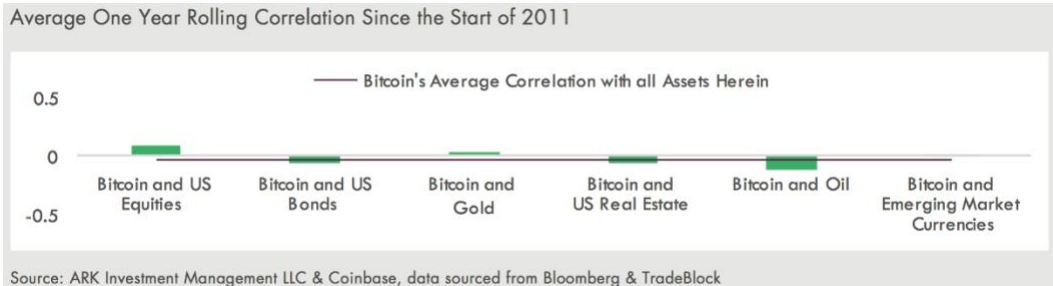 Average One Year Rolling Correlation Since the Start of 2011
Bitcoin's Average Correlation with all Assets Herein
0.5
0
-0.5
Bitcoin and US
Equities
Bitcoin and US
Bonds
Bitcoin and
Gold
Bitcoin and
US Real Estate
Bitcoin and Oil
Bitcoin and
Emerging Market
Currencies
Source: ARK Investment Management LLC & Coinbase, data sourced from Bloomberg & TradeBlock